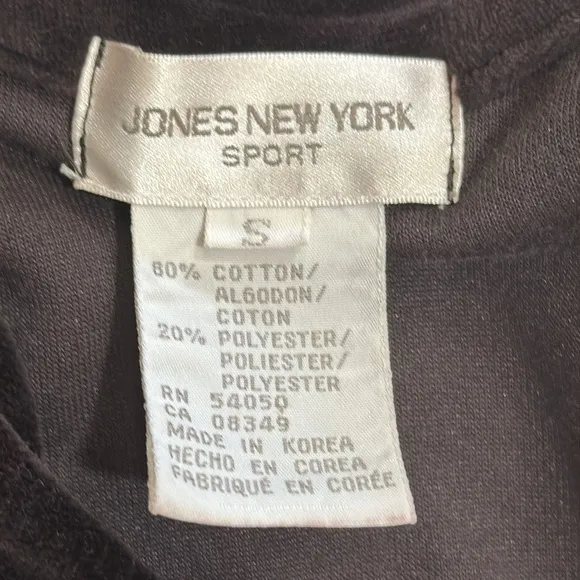 JONES NEW YORK
SPORT
S
80% COTTON/
ALGODON/
COTON
20% POLYESTER/
POLIESTER/
POLYESTER
RN 54050
CA 08349
MADE IN KOREA
HECHO EN COREA
FABRIQUÉ EN CORÉE